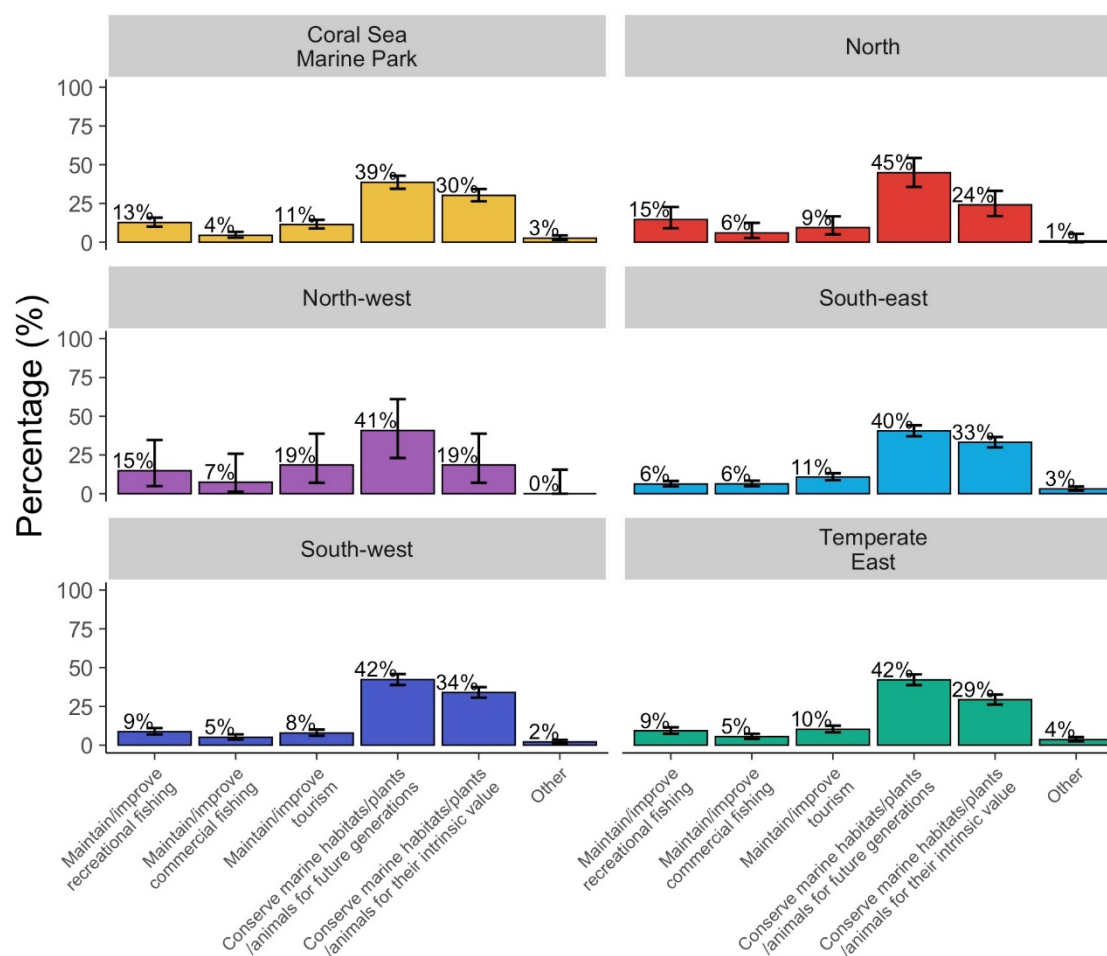 Coral Sea
Marine Park
North
100
75
50
25
0
13%
4%
11%
39%
30%
3%
15%
6%
9%
45%
24%
1%
North-west
South-east
100
75
50
25
0
15%
7%
19%
41%
19%
0%
6%
6%
11%
40%
33%
3%
South-west
Temperate
East
100
75
50
25
0
9%
5%
8%
42%
34%
2%
9%
5%
10%
42%
29%
4%
Percentage (%)
Maintain/improve
recreational fishing
Maintain/improve
commercial fishing
Maintain/improve
tourism
Conserve marine habitats/plants
/animals for future generations
Conserve marine habitats/plants
/animals for their intrinsic value
Other
Maintain/improve
recreational fishing
Maintain/improve
commercial fishing
Maintain/improve
tourism
Conserve marine habitats/plants
/animals for future generations
Conserve marine habitats/plants
/animals for their intrinsic value
Other